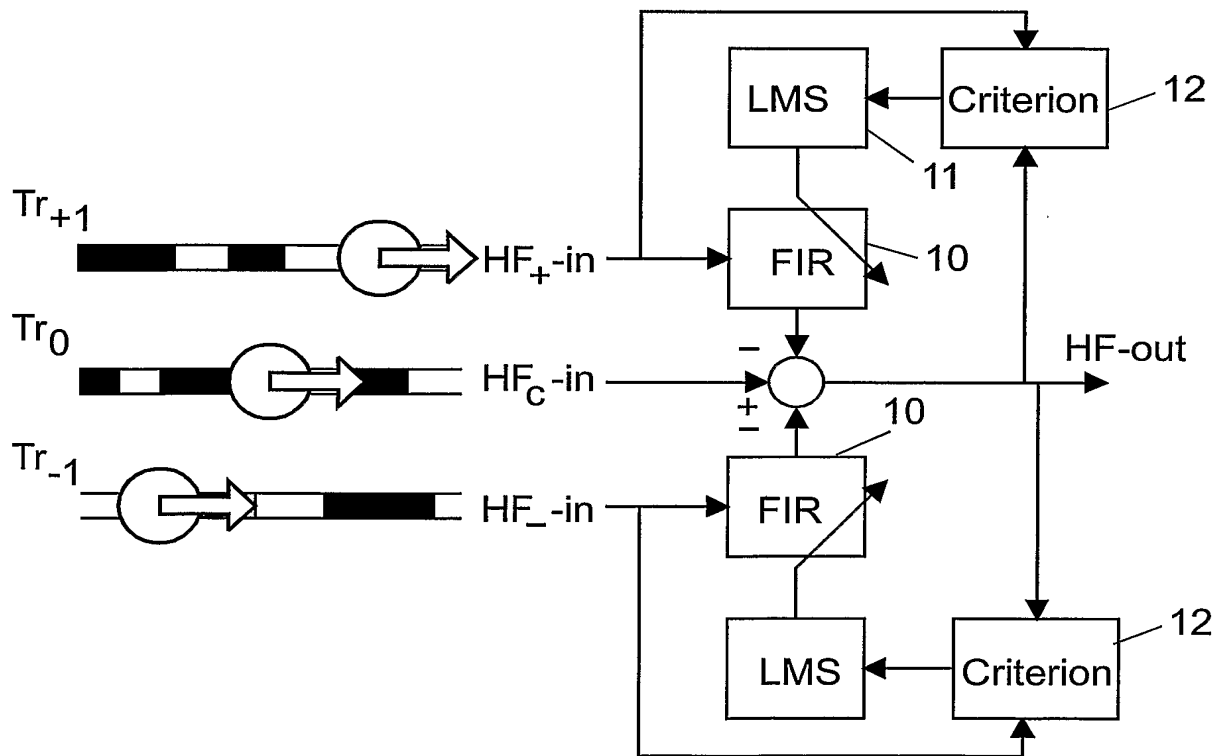 LMS
Criterion
12
11
Tr+1
HF+-in
FIR
10
Tr0
HFc-in
−
+
−
HF-out
Tr-1
HF_-in
10
FIR
LMS
Criterion
12